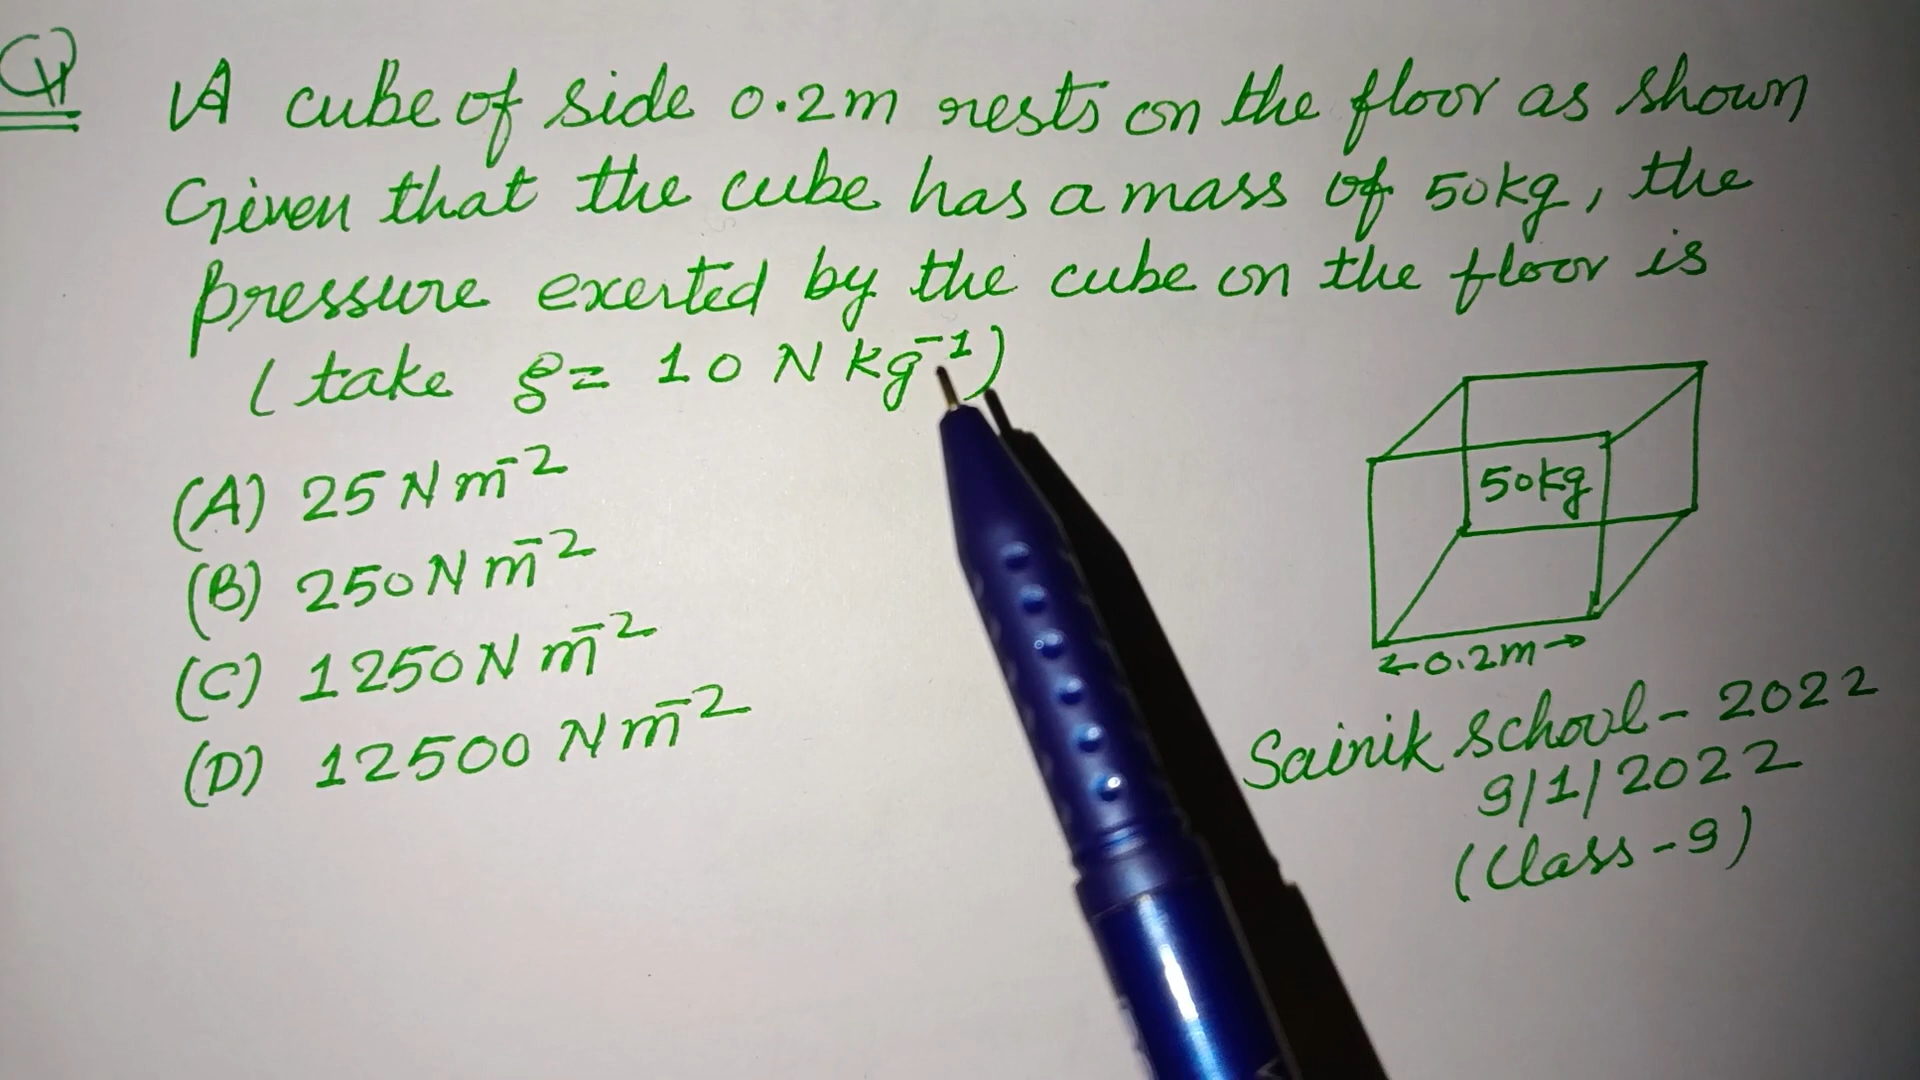 Q
A cube of side 0.2m rests on the floor as shown
Given that the cube has a mass of 50kg, the
pressure exerted by the cube on the floor is
(take g = 10 N kg⁻¹)
(A) 25 N m⁻²
(B) 250 N m⁻²
(C) 1250 N m⁻²
(D) 12500 N m⁻²
50kg
←0.2m→
Sainik School - 2022
9/1/2022
(Class - 9)